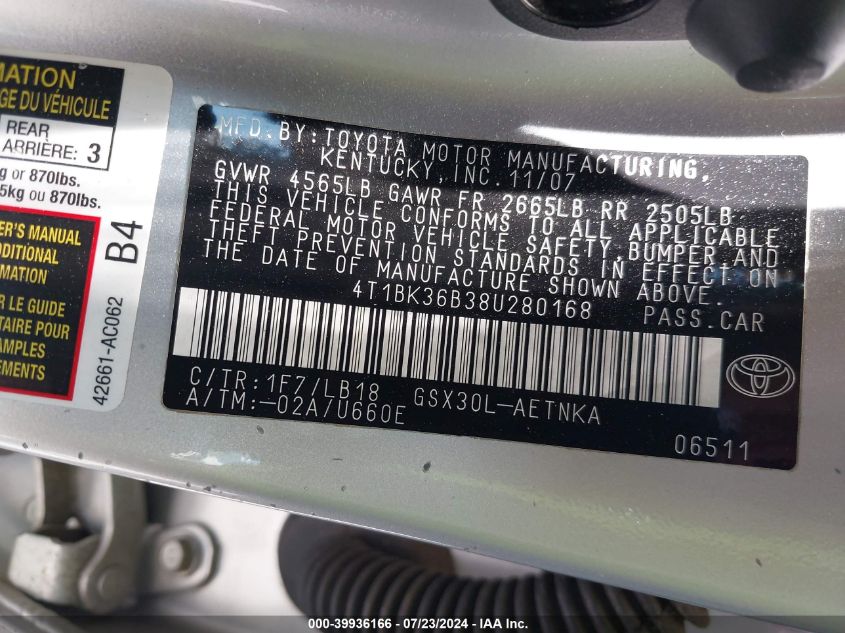 MATION
GE DU VÉHICULE
REAR
ARRIÈRE: 3
g or 870lbs.
5kg ou 870lbs.
ER'S MANUAL
DDITIONAL
RMATION
R LE GUIDE
TAIRE POUR
AMPLES
EMENTS
42661-AC062 B4
MFD. BY: TOYOTA MOTOR MANUFACTURING,
KENTUCKY, INC. 11/07
GVWR 4565LB GAWR FR 2665LB RR 2505LB
THIS VEHICLE CONFORMS TO ALL APPLICABLE
FEDERAL MOTOR VEHICLE SAFETY, BUMPER, AND
THEFT PREVENTION STANDARDS IN EFFECT ON
THE DATE OF MANUFACTURE SHOWN ABOVE.
4T1BK36B38U280168 PASS.CAR
C/TR:1F7/LB18 GSX30L-AETNKA
A/TM:-02A/U660E
06511
000-39936166 - 07/23/2024 - IAA Inc.